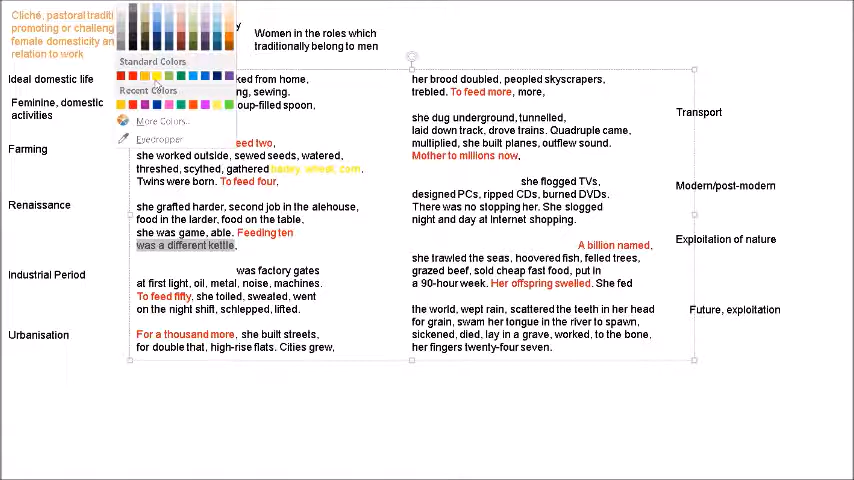 Cliché, pastoral traditi
promoting or challeng
female domesticity an
relation to work
y
Women in the roles which
traditionally belong to men
Standard Colors
Recent Colors
More Colors...
Eyedropper
Ideal domestic life
Feminine, domestic
activities
Farming
Renaissance
Industrial Period
Urbanisation
ked from home,
ng, sewing.
oup-filled spoon,
eed two,
she worked outside, sewed seeds, watered,
threshed, scythed, gathered barley, wheat, corn.
Twins were born. To feed four,
she grafted harder, second job in the alehouse,
food in the larder, food on the table,
she was game, able. Feeding ten
was a different kettle.
was factory gates
at first light, oil, metal, noise, machines.
To feed fifty, she toiled, sweated, went
on the night shift, schlepped, lifted.
For a thousand more, she built streets,
for double that, high-rise flats. Cities grew,
her brood doubled, peopled skyscrapers,
trebled. To feed more, more,
she dug underground, tunnelled,
laid down track, drove trains. Quadruple came,
multiplied, she built planes, outflew sound.
Mother to millions now,
she flogged TVs,
designed PCs, ripped CDs, burned DVDs.
There was no stopping her. She slogged
night and day at Internet shopping.
A billion named,
she trawled the seas, hoovered fish, felled trees,
grazed beef, sold cheap fast food, put in
a 90-hour week. Her offspring swelled. She fed
the world, wept rain, scattered the teeth in her head
for grain, swam her tongue in the river to spawn,
sickened, died, lay in a grave, worked, to the bone,
her fingers twenty-four seven.
Transport
Modern/post-modern
Exploitation of nature
Future, exploitation